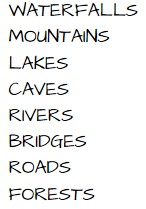 WATERFALLS
MOUNTAINS
LAKES
CAVES
RIVERS
BRIDGES
ROADS
FORESTS